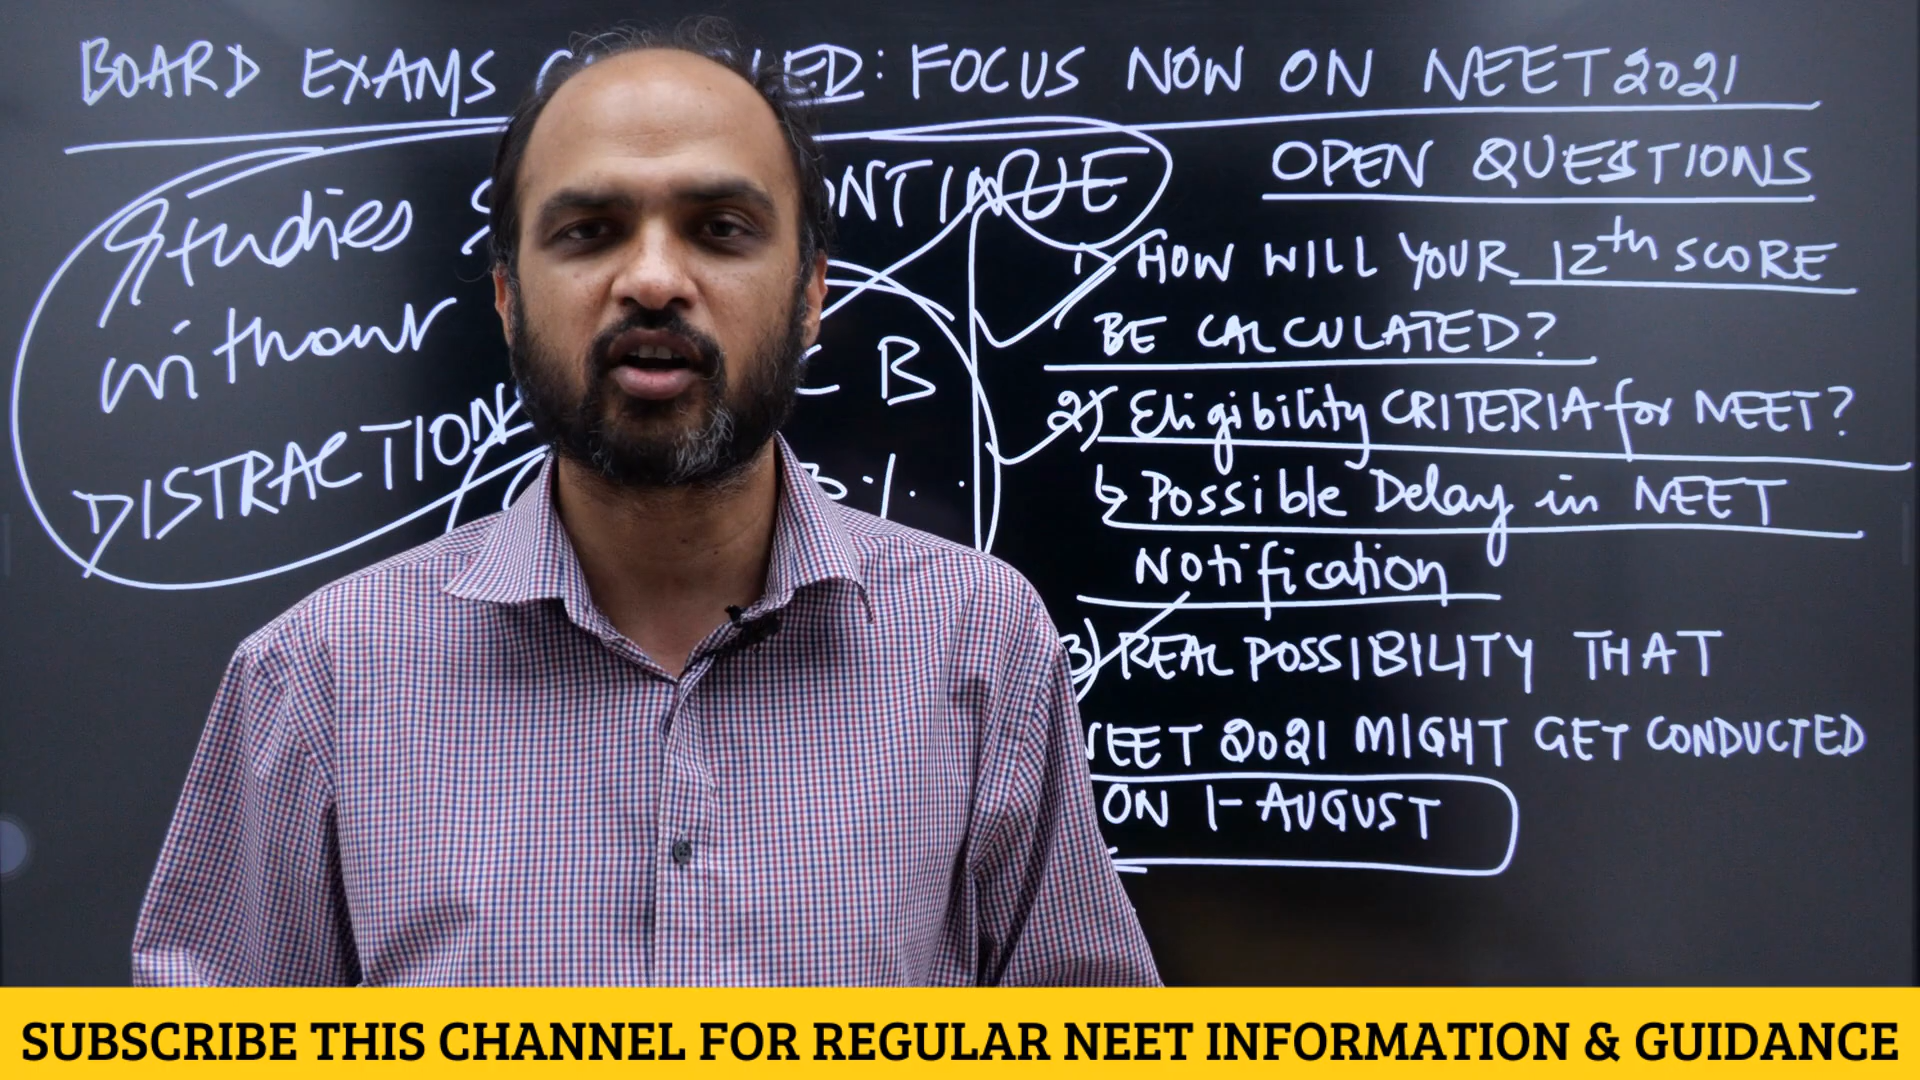 BOARD EXAMS ED: FOCUS NOW ON NEET 2021
Studies CONTINUE
without
DISTRACTION
C B
%.
OPEN QUESTIONS
1) HOW WILL YOUR 12th SCORE
BE CALCULATED?
2) Eligibility CRITERIA for NEET?
↳ Possible Delay in NEET
Notification
3) REAL POSSIBILITY THAT
NEET 2021 MIGHT GET CONDUCTED
ON 1-AUGUST
SUBSCRIBE THIS CHANNEL FOR REGULAR NEET INFORMATION & GUIDANCE